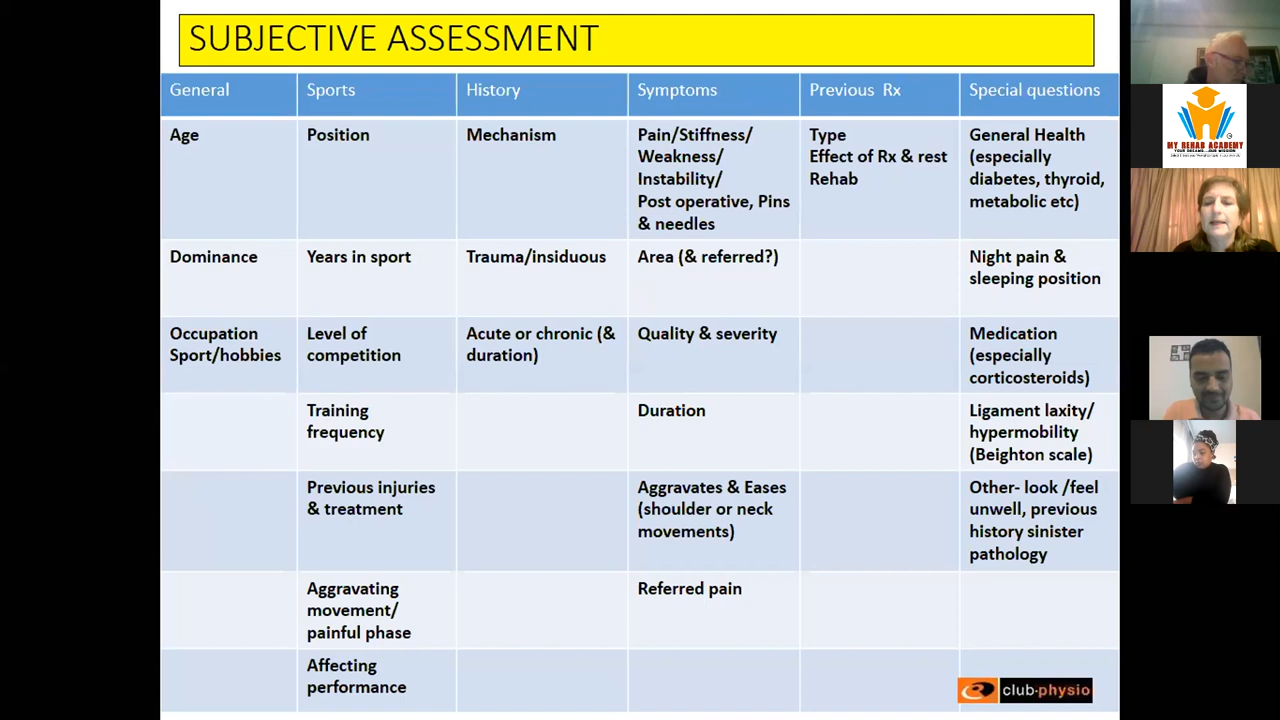 SUBJECTIVE ASSESSMENT
General
Sports
History
Symptoms
Previous Rx
Special questions
Age
Position
Mechanism
Pain/Stiffness/
Weakness/
Instability/
Post operative, Pins
& needles
Type
Effect of Rx & rest
Rehab
General Health
(especially
diabetes, thyroid,
metabolic etc)
Dominance
Years in sport
Trauma/insiduous
Area (& referred?)
Night pain &
sleeping position
Occupation
Sport/hobbies
Level of
competition
Acute or chronic (&
duration)
Quality & severity
Medication
(especially
corticosteroids)
Training
frequency
Duration
Ligament laxity/
hypermobility
(Beighton scale)
Previous injuries
& treatment
Aggravates & Eases
(shoulder or neck
movements)
Other- look /feel
unwell, previous
history sinister
pathology
Aggravating
movement/
painful phase
Referred pain
Affecting
performance
club-physio
MY REHAB ACADEMY
YOUR DREAMS...OUR MISSION